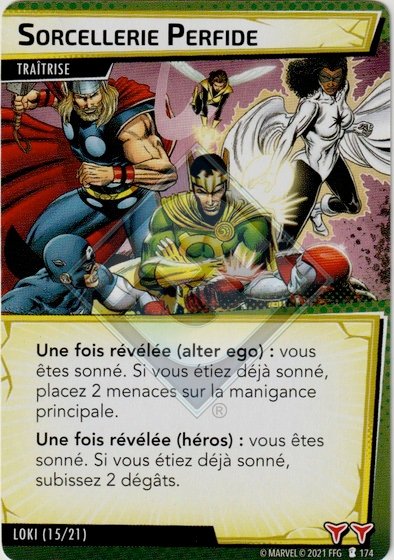 Sorcellerie Perfide
TRAÎTRISE
Une fois révélée (alter ego) : vous
êtes sonné. Si vous étiez déjà sonné,
placez 2 menaces sur la manigance
principale.
Une fois révélée (héros) : vous êtes
sonné. Si vous étiez déjà sonné,
subissez 2 dégâts.
LOKI (15/21)
© MARVEL © 2021 FFG 174
®